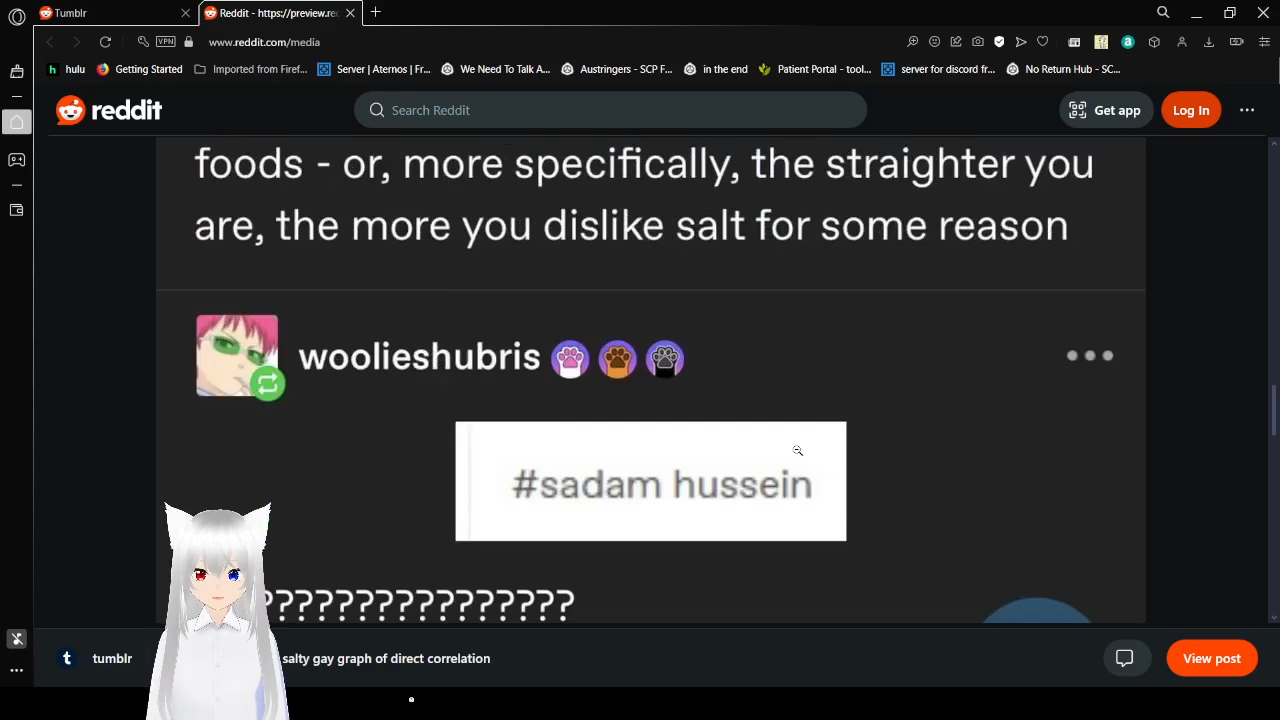 Tumblr
Reddit - https://preview.re
www.reddit.com/media
VPN
hulu
Getting Started
Imported from Firef...
Server | Aternos | Fr...
We Need To Talk A...
Austringers - SCP F...
in the end
Patient Portal - tool...
server for discord fr...
No Return Hub - SC...
reddit
Search Reddit
Get app
Log In
foods - or, more specifically, the straighter you
are, the more you dislike salt for some reason
woolieshubris
#sadam hussein
???????????????
tumblr
salty gay graph of direct correlation
View post